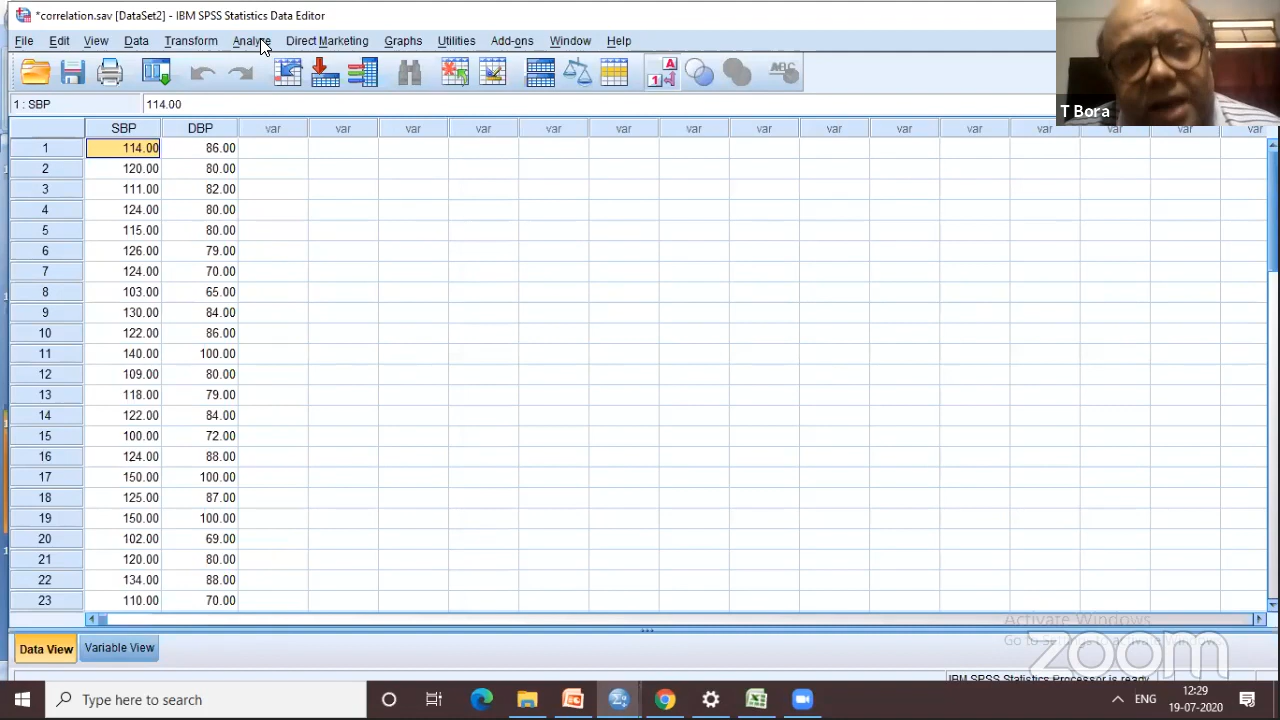 *correlation.sav [DataSet2] - IBM SPSS Statistics Data Editor
File Edit View Data Transform Analyze Direct Marketing Graphs Utilities Add-ons Window Help
T Bora
1 : SBP 114.00
SBP DBP var var var var var var var var var var var var var var var
1 114.00 86.00
2 120.00 80.00
3 111.00 82.00
4 124.00 80.00
5 115.00 80.00
6 126.00 79.00
7 124.00 70.00
8 103.00 65.00
9 130.00 84.00
10 122.00 86.00
11 140.00 100.00
12 109.00 80.00
13 118.00 79.00
14 122.00 84.00
15 100.00 72.00
16 124.00 88.00
17 150.00 100.00
18 125.00 87.00
19 150.00 100.00
20 102.00 69.00
21 120.00 80.00
22 134.00 88.00
23 110.00 70.00
Activate Windows
zoom
Data View Variable View
IBM SPSS Statistics Processor is ready
Type here to search
ENG
12:29
19-07-2020